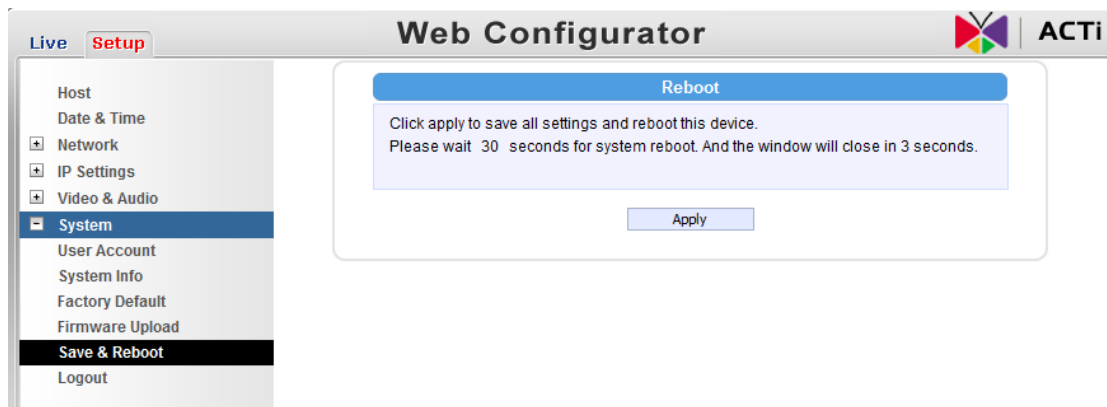 Live
Setup
Web Configurator
ACTi
Host
Date & Time
Network
IP Settings
Video & Audio
System
User Account
System Info
Factory Default
Firmware Upload
Save & Reboot
Logout
Reboot
Click apply to save all settings and reboot this device.
Please wait 30 seconds for system reboot. And the window will close in 3 seconds.
Apply